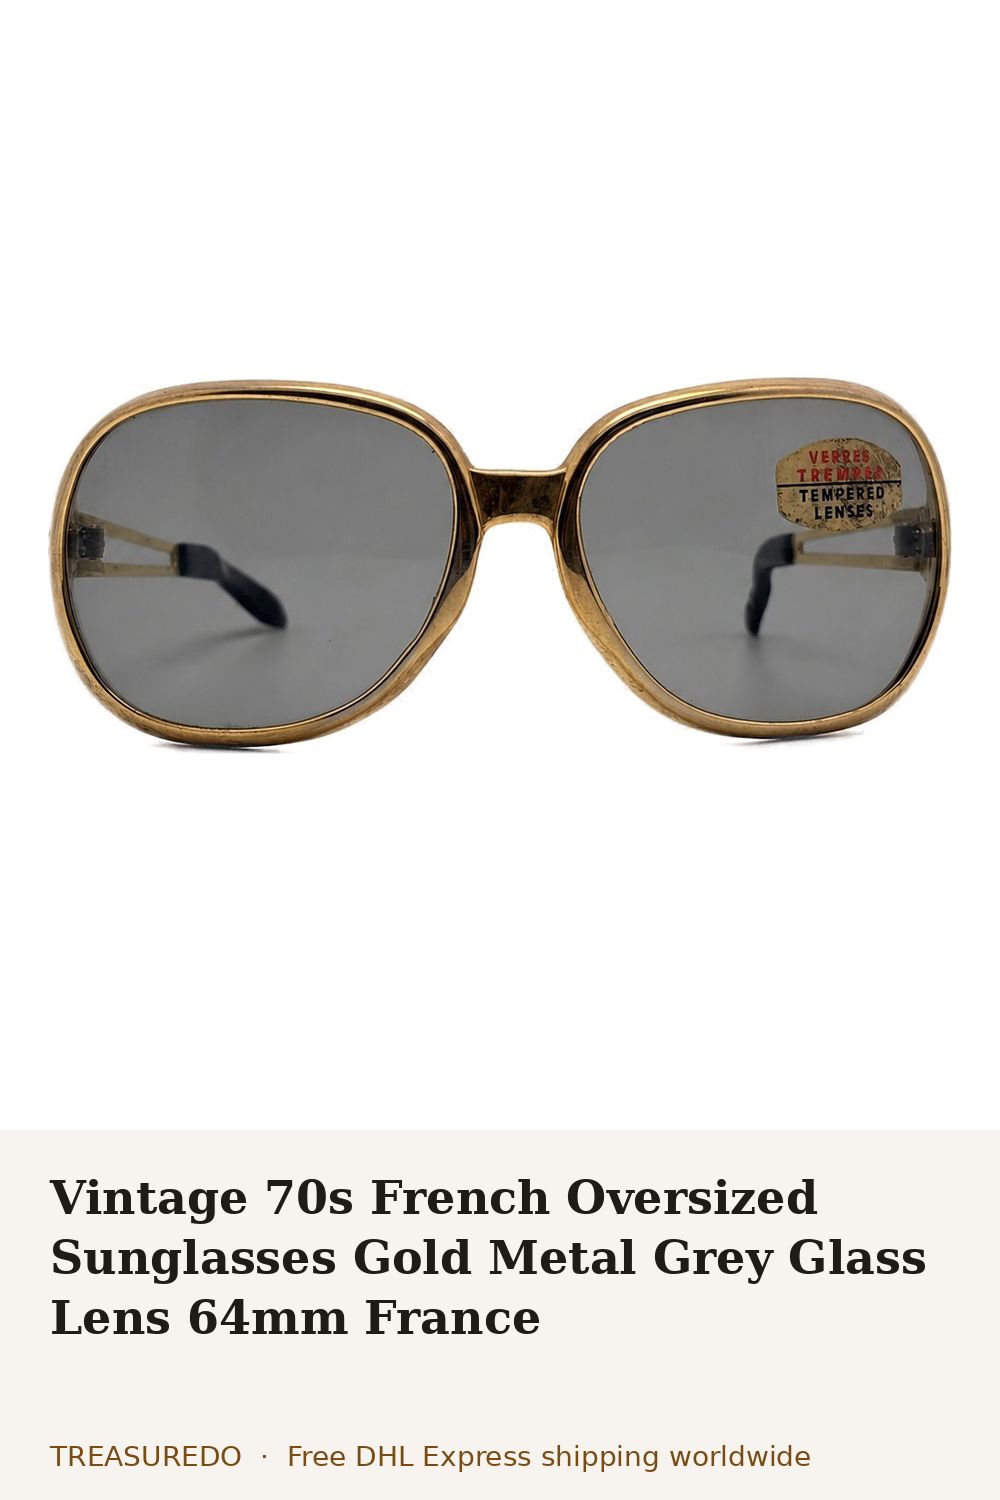 VERRES
TREMPES
TEMPERED
LENSES
Vintage 70s French Oversized
Sunglasses Gold Metal Grey Glass
Lens 64mm France
TREASUREDO · Free DHL Express shipping worldwide